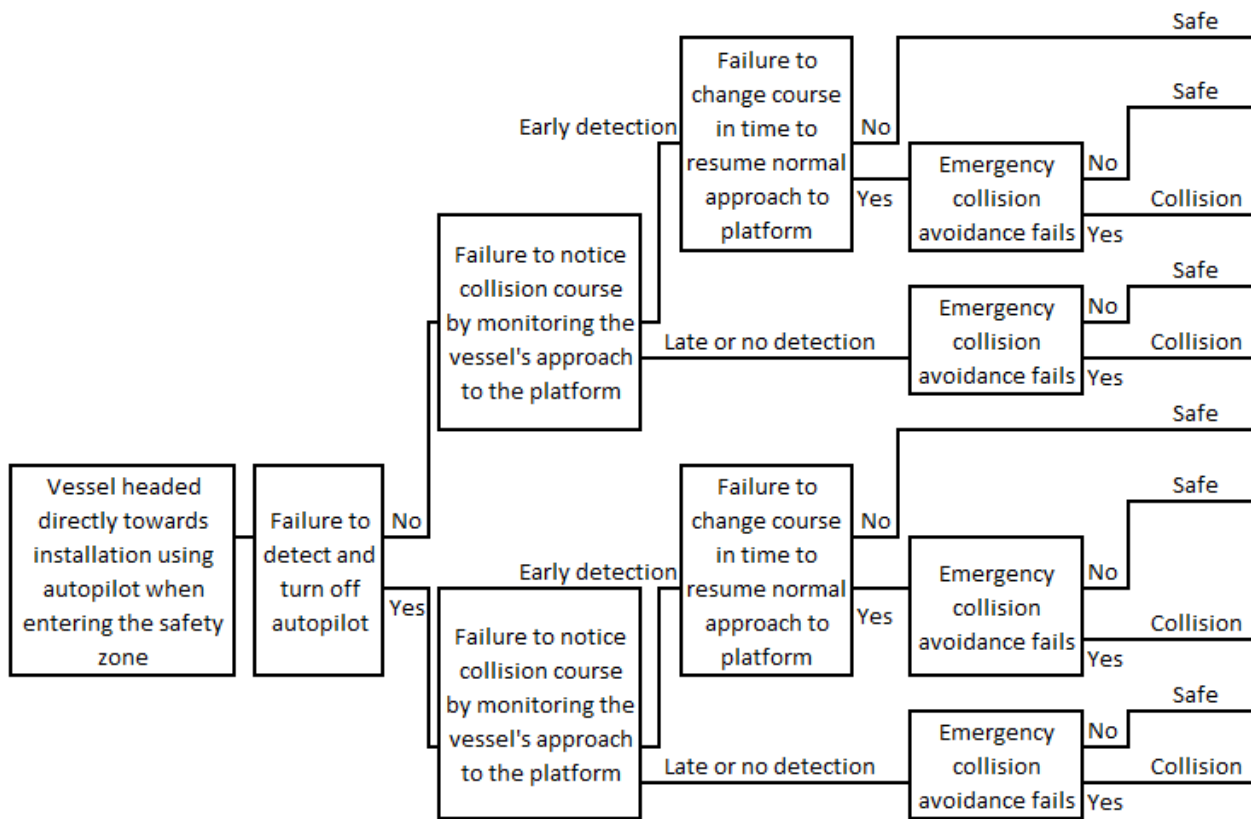 Safe
Failure to
change course
in time to
resume normal
approach to
platform
Early detection
No
Yes
Safe
Emergency
collision
avoidance fails
No
Collision
Yes
Failure to notice
collision course
by monitoring the
vessel's approach
to the platform
Late or no detection
Safe
Emergency
collision
avoidance fails
No
Collision
Yes
Vessel headed
directly towards
installation using
autopilot when
entering the safety
zone
Failure to
detect and
turn off
autopilot
No
Yes
Safe
Failure to
change course
in time to
resume normal
approach to
platform
Early detection
No
Yes
Safe
Emergency
collision
avoidance fails
No
Collision
Yes
Failure to notice
collision course
by monitoring the
vessel's approach
to the platform
Late or no detection
Safe
Emergency
collision
avoidance fails
No
Collision
Yes